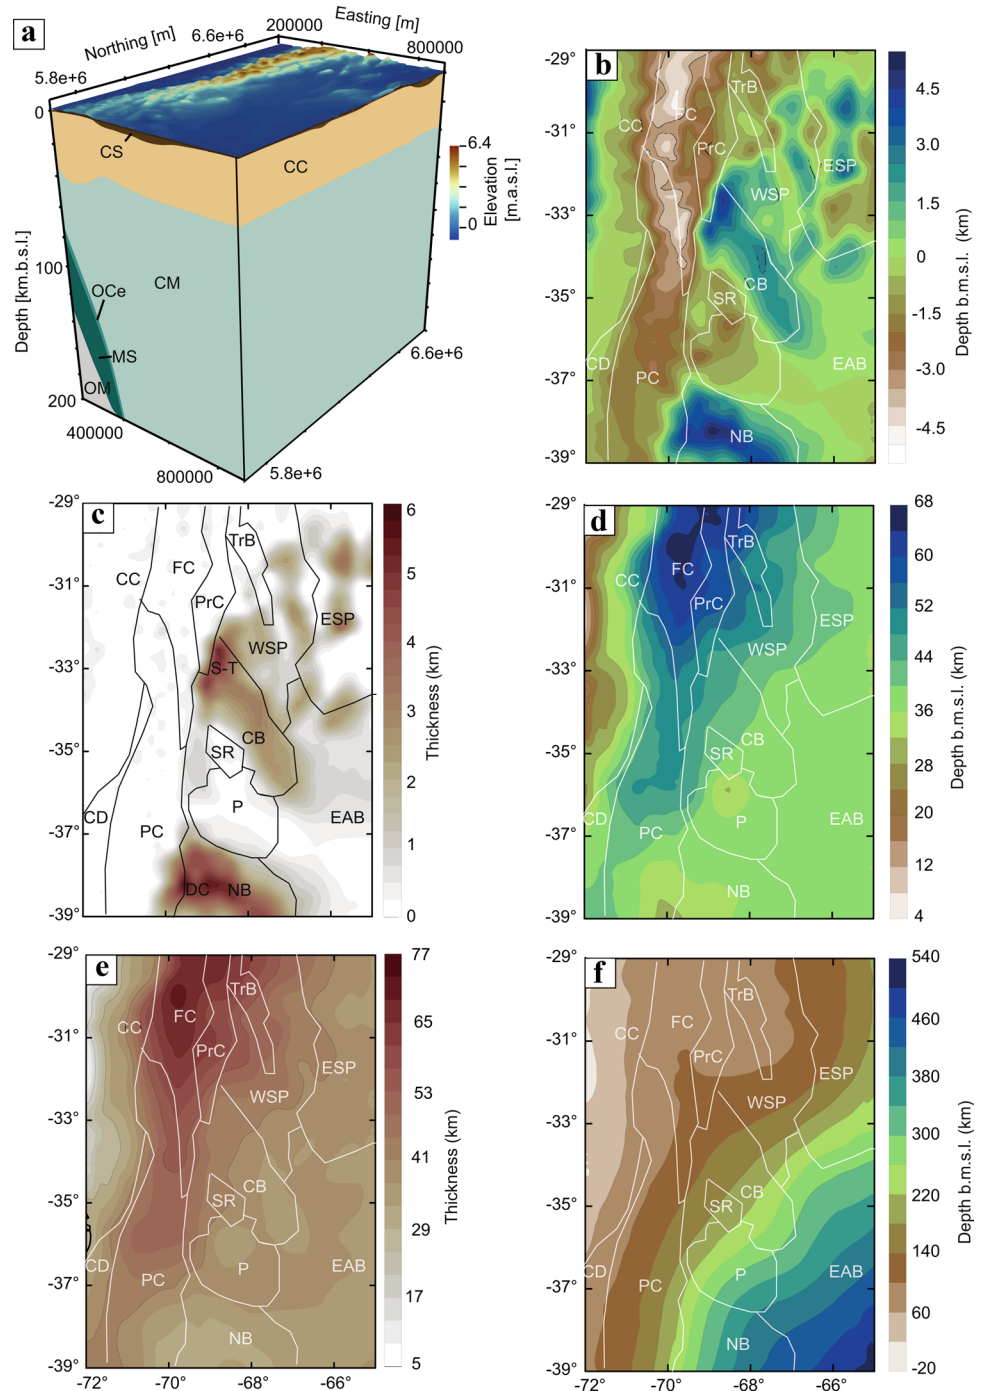 a
Northing [m]
5.8e+6
6.6e+6
Easting [m]
200000
800000
0
100
200
Depth [km.b.s.l.]
CS
CC
CM
OCe
MS
OM
400000
800000
5.8e+6
6.6e+6
6.4
0
Elevation
[m.a.s.l.]
b
-29°
-31°
-33°
-35°
-37°
-39°
CC
FC
TrB
PrC
ESP
WSP
CB
SR
CD
PC
EAB
NB
4.5
3.0
1.5
0
-1.5
-3.0
-4.5
Depth b.m.s.l. (km)
c
-29°
-31°
-33°
-35°
-37°
-39°
CC
FC
TrB
PrC
ESP
WSP
S-T
CB
SR
P
CD
PC
EAB
DC
NB
6
5
4
3
2
1
0
Thickness (km)
d
-29°
-31°
-33°
-35°
-37°
-39°
CC
FC
TrB
PrC
ESP
WSP
CB
SR
P
CD
PC
EAB
NB
68
60
52
44
36
28
20
12
4
Depth b.m.s.l. (km)
e
-29°
-31°
-33°
-35°
-37°
-39°
-72
-70
-68
-66
CC
FC
TrB
PrC
ESP
WSP
CB
SR
P
CD
PC
EAB
NB
77
65
53
41
29
17
5
Thickness (km)
f
-29°
-31°
-33°
-35°
-37°
-39°
-72
-70
-68
-66
CC
FC
TrB
PrC
ESP
WSP
CB
SR
P
CD
PC
EAB
NB
540
460
380
300
220
140
60
-20
Depth b.m.s.l. (km)